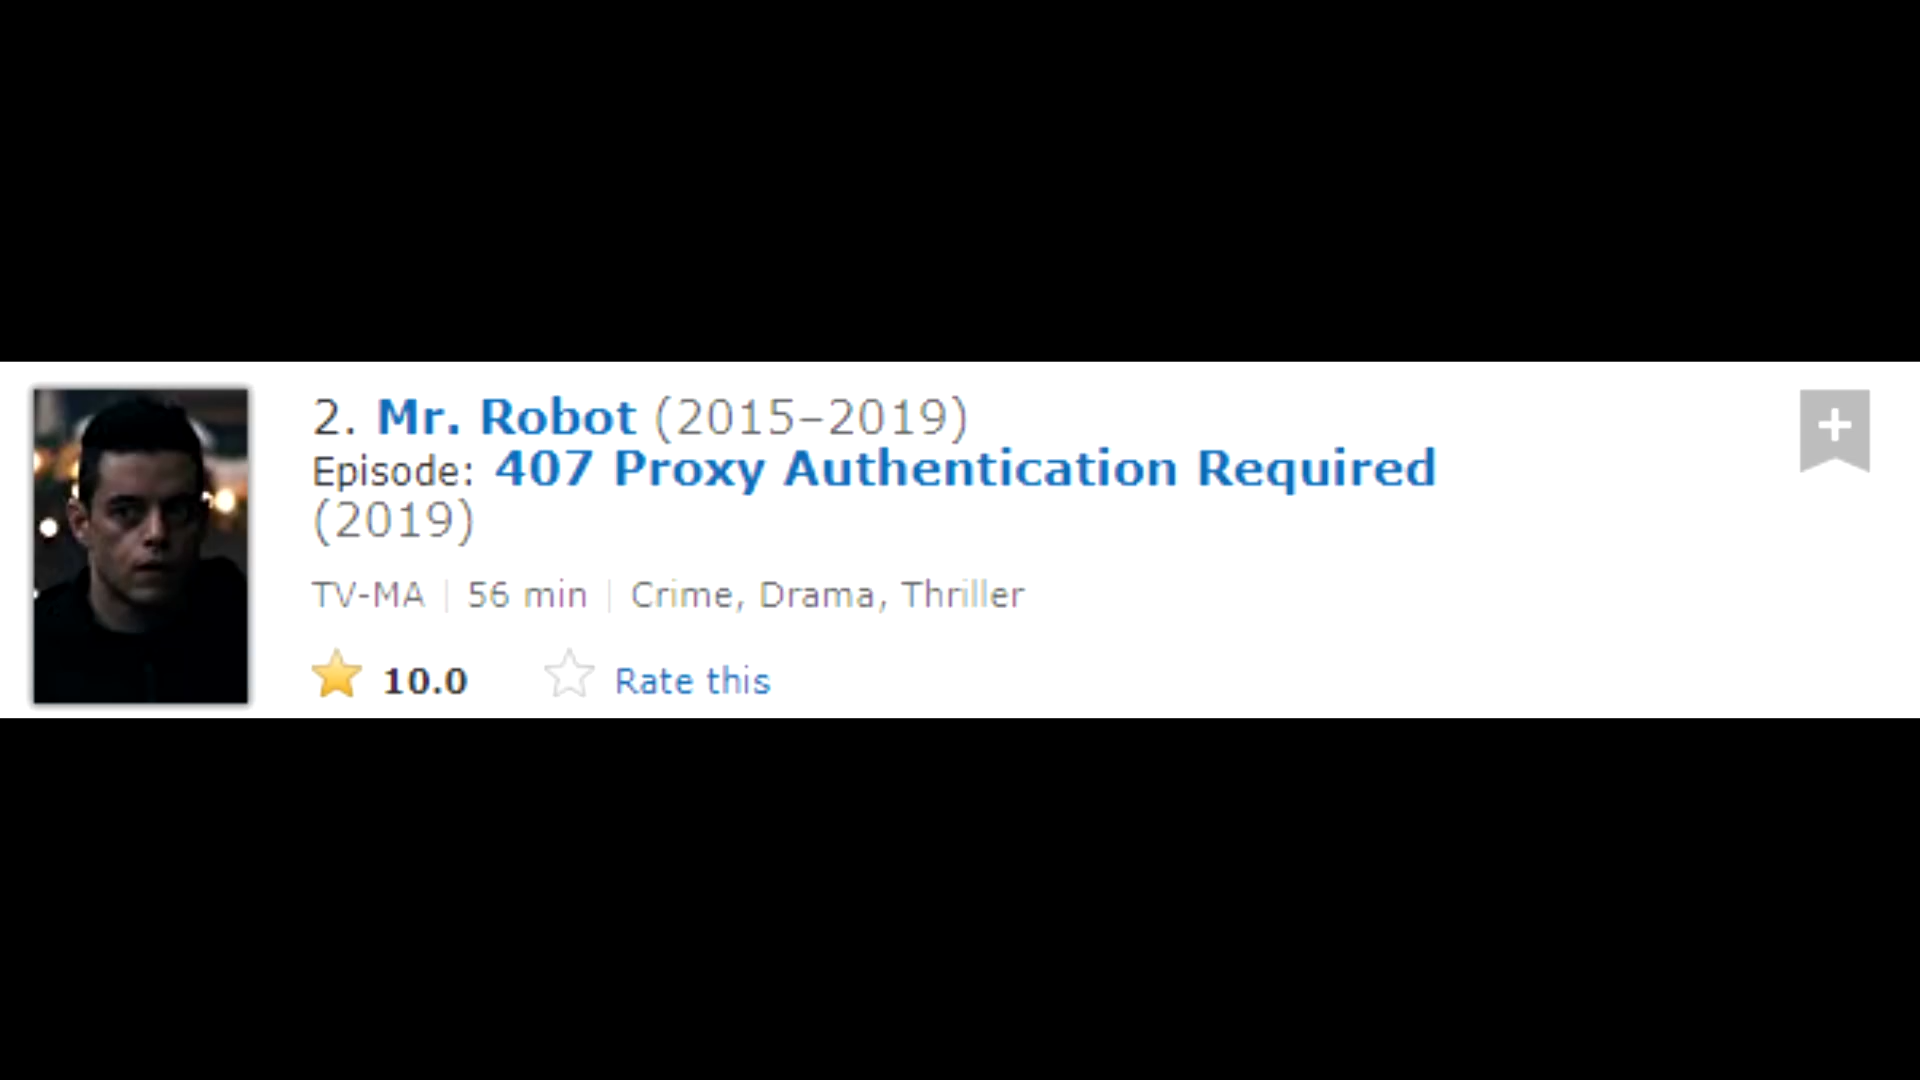 2. Mr. Robot (2015–2019)
Episode: 407 Proxy Authentication Required
(2019)
TV-MA | 56 min | Crime, Drama, Thriller
10.0 Rate this